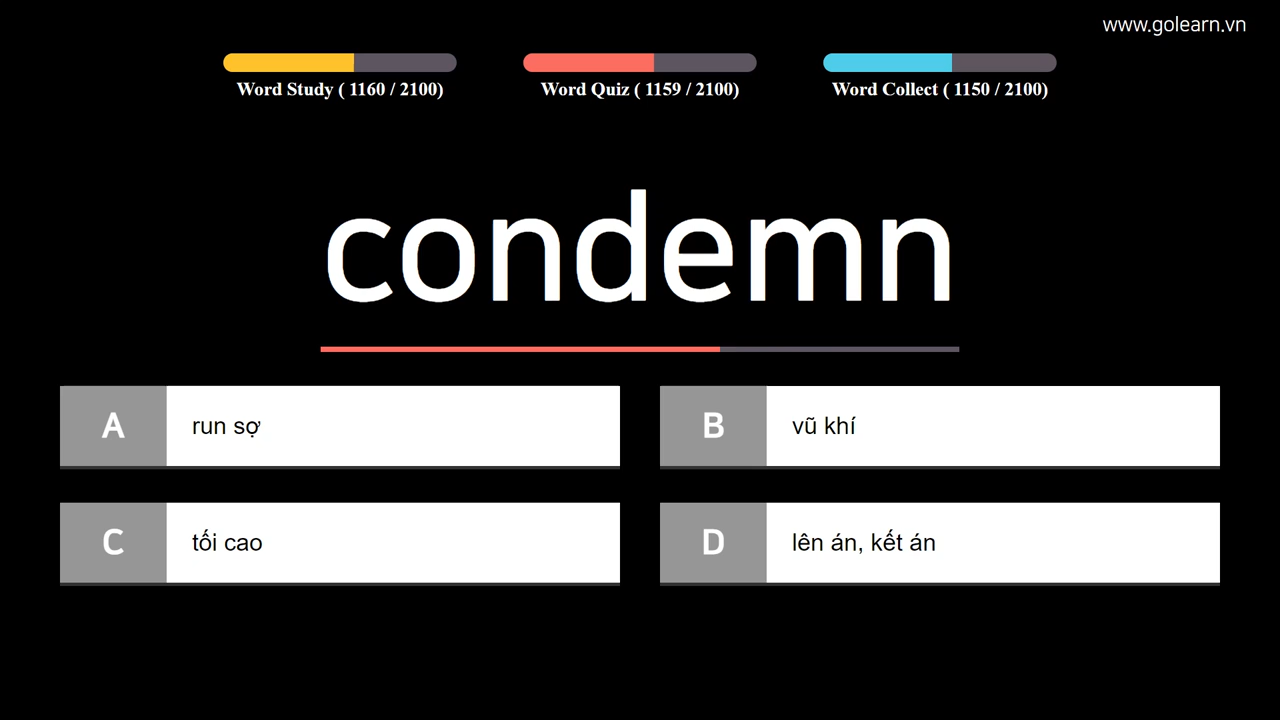 www.golearn.vn
Word Study ( 1160 / 2100)
Word Quiz ( 1159 / 2100)
Word Collect ( 1150 / 2100)
condemn
A run sợ
B vũ khí
C tối cao
D lên án, kết án